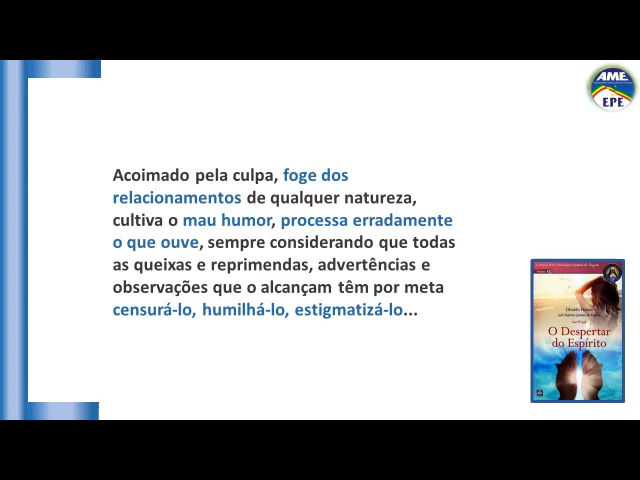 AME
EPE
Acoimado pela culpa, foge dos
relacionamentos de qualquer natureza,
cultiva o mau humor, processa erradamente
o que ouve, sempre considerando que todas
as queixas e reprimendas, advertências e
observações que o alcançam têm por meta
censurá-lo, humilhá-lo, estigmatizá-lo...
O Despertar
do Espírito